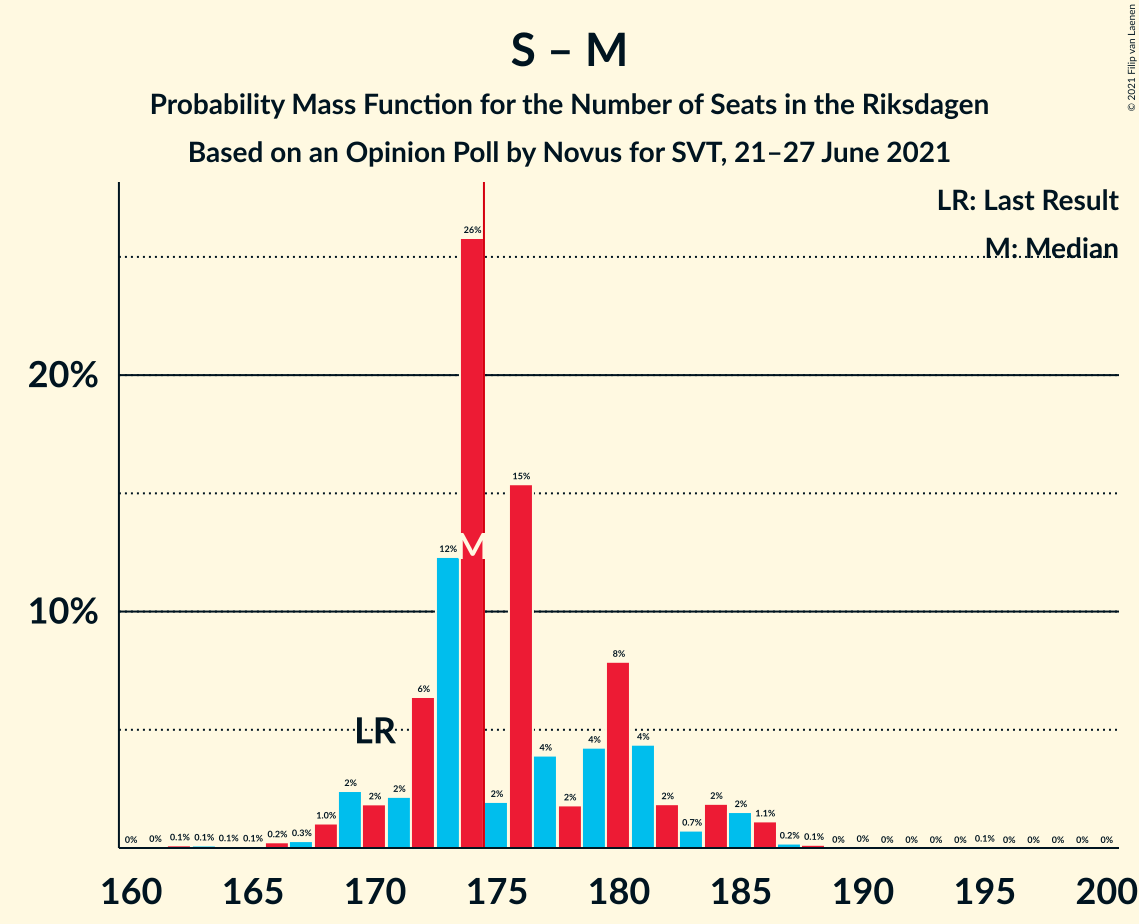 S – M
Probability Mass Function for the Number of Seats in the Riksdagen
Based on an Opinion Poll by Novus for SVT, 21–27 June 2021
© 2021 Filip van Laenen
LR: Last Result
M: Median
20%
10%
LR
M
0% 0% 0.1% 0.1% 0.1% 0.1% 0.2% 0.3% 1.0% 2% 2% 2% 6% 12% 26% 2% 15% 4% 2% 4% 8% 4% 2% 0.7% 2% 2% 1.1% 0.2% 0.1% 0% 0% 0% 0% 0% 0% 0.1% 0% 0% 0% 0% 0%
160 165 170 175 180 185 190 195 200